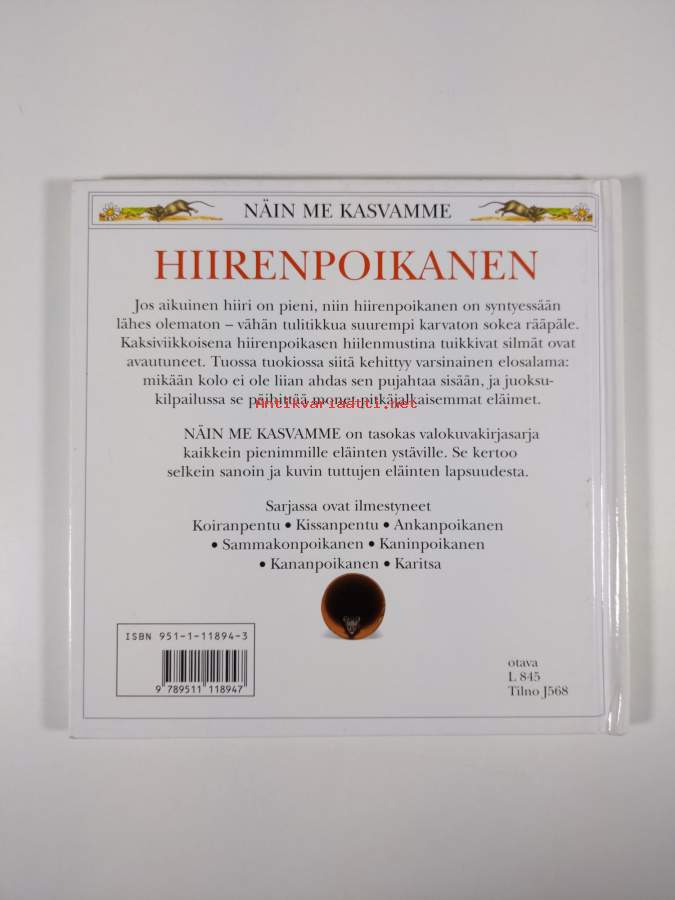 NÄIN ME KASVAMME
HIIRENPOIKANEN
Jos aikuinen hiiri on pieni, niin hiirenpoikanen on syntyessään
lähes olematon – vähän tulitikkua suurempi karvaton sokea rääpäle.
Kaksiviikkoisena hiirenpoikasen hiilenmustina tuikkivat silmät ovat
avautuneet. Tuossa tuokiossa siitä kehittyy varsinainen elosalama:
mikään kolo ei ole liian ahdas sen pujahtaa sisään, ja juoksu-
kilpailussa se päihittää monet pitkäjalkaisemmat eläimet.
Antikvariaatti.net
NÄIN ME KASVAMME on tasokas valokuvakirjasarja
kaikkein pienimmille eläinten ystäville. Se kertoo
selkein sanoin ja kuvin tuttujen eläinten lapsuudesta.
Sarjassa ovat ilmestyneet
Koiranpentu • Kissanpentu • Ankanpoikanen
• Sammakonpoikanen • Kaninpoikanen
• Kananpoikanen • Karitsa
ISBN 951-1-11894-3
9 789511 118947
otava
L 845
Tilno J568